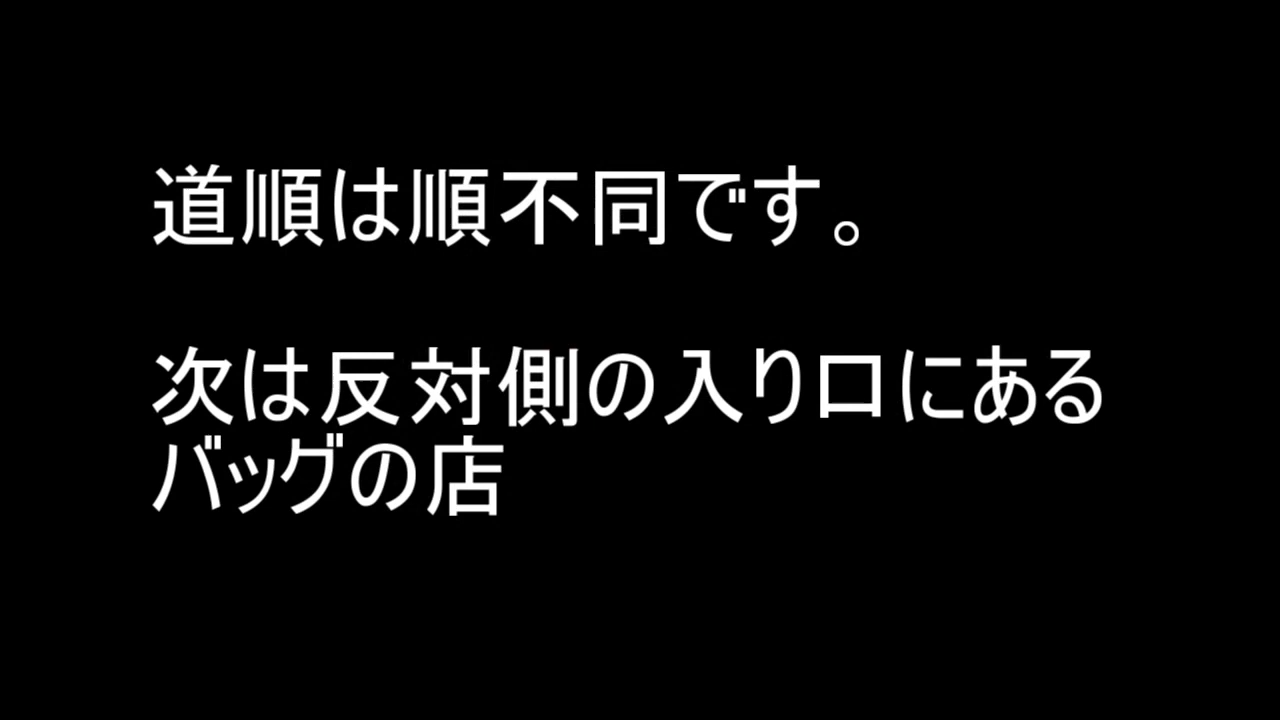 道順は順不同です。
次は反対側の入り口にある
バッグの店